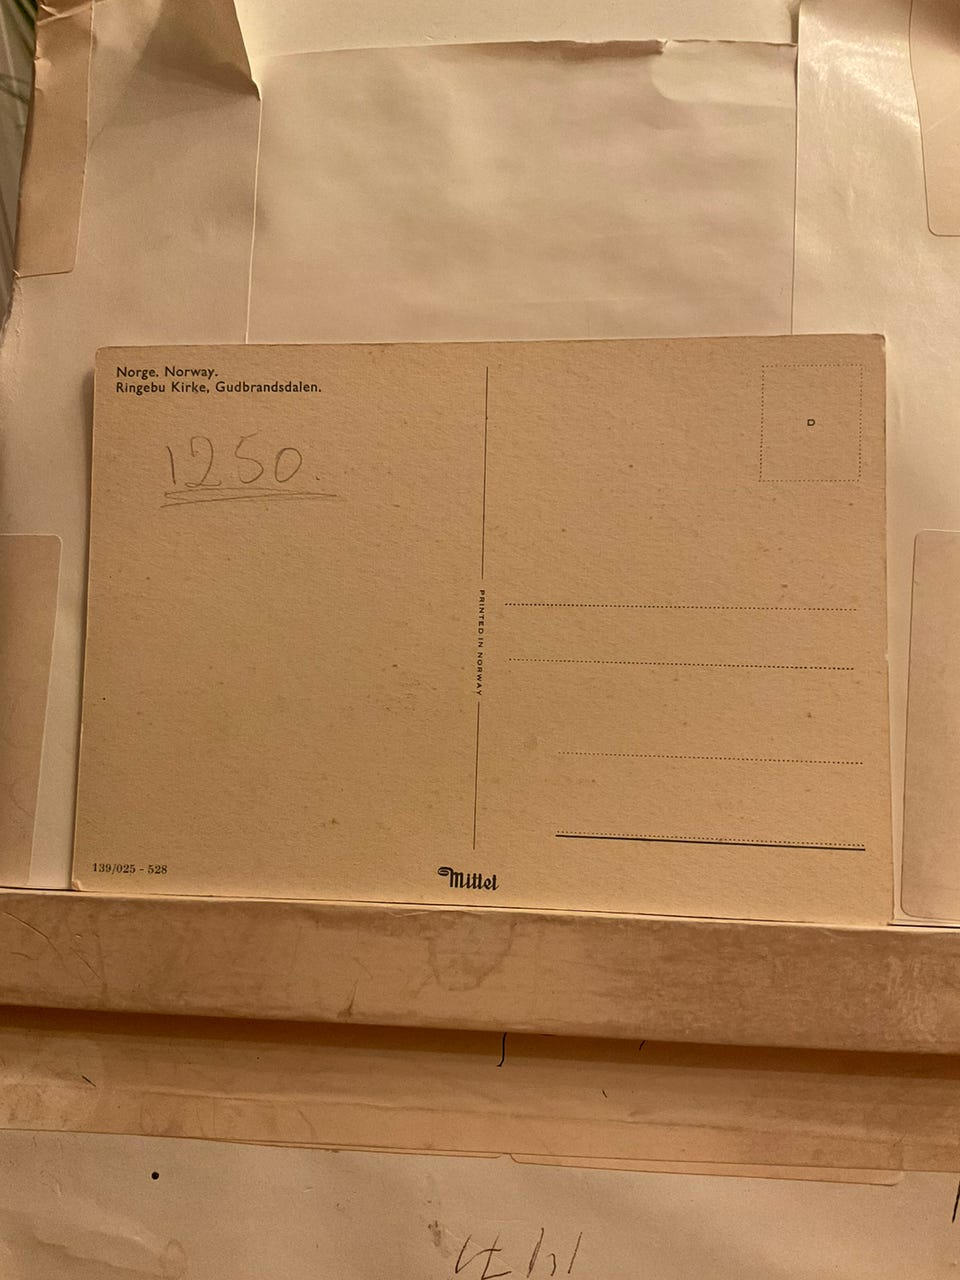 Norge. Norway.
Ringebu Kirke, Gudbrandsdalen.
1250.
D
PRINTED IN NORWAY
139/025 - 528
Mittet